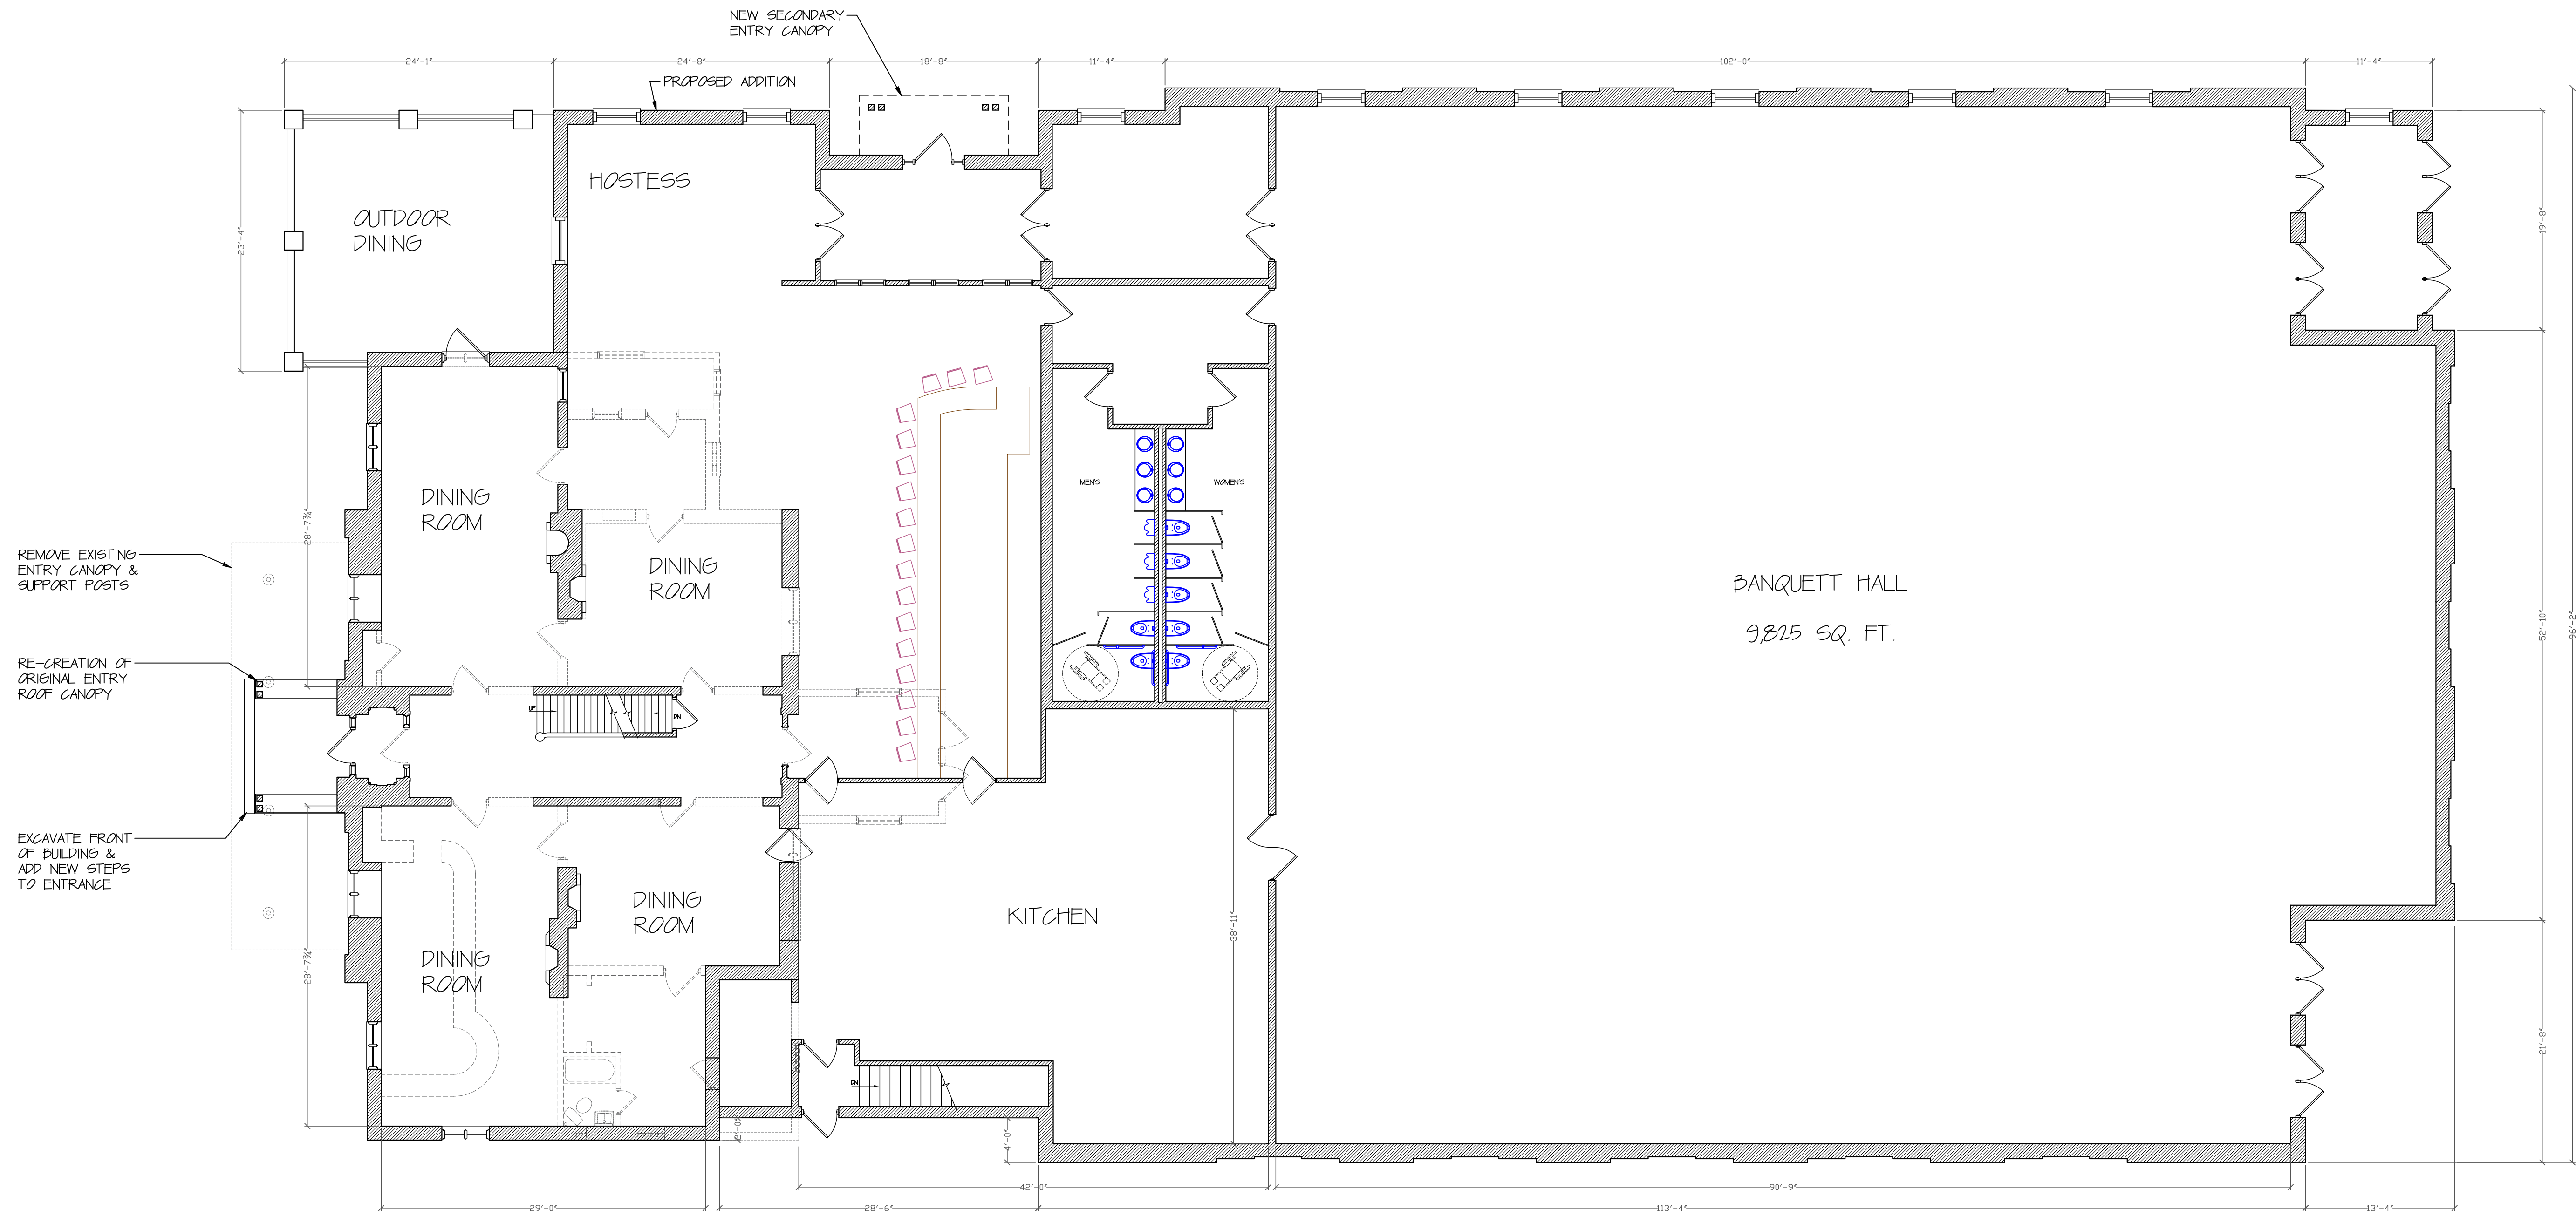 NEW SECONDARY
ENTRY CANOPY
24'-1"
24'-8"
18'-8"
11'-4"
102'-0"
11'-4"
PROPOSED ADDITION
HOSTESS
OUTDOOR
DINING
23'-4"
19'-8"
96'-2"
DINING
ROOM
MEN'S
WOMEN'S
28'-7¾"
REMOVE EXISTING
ENTRY CANOPY &
SUPPORT POSTS
DINING
ROOM
BANQUETT HALL
9,825 SQ. FT.
52'-10"
RE-CREATION OF
ORIGINAL ENTRY
ROOF CANOPY
UP
DN
EXCAVATE FRONT
OF BUILDING &
ADD NEW STEPS
TO ENTRANCE
DINING
ROOM
KITCHEN
38'-11"
DINING
ROOM
28'-7¾"
21'-8"
DN
2'-0"
4'-0"
42'-0"
90'-9"
29'-0"
28'-6"
113'-4"
13'-4"